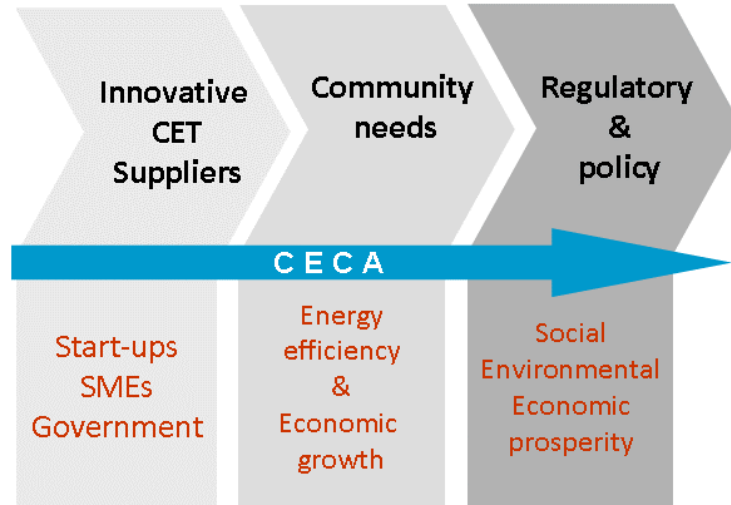 Innovative
CET
Suppliers
Community
needs
Regulatory
&
policy
CECA
Start-ups
SMEs
Government
Energy
efficiency
&
Economic
growth
Social
Environmental
Economic
prosperity